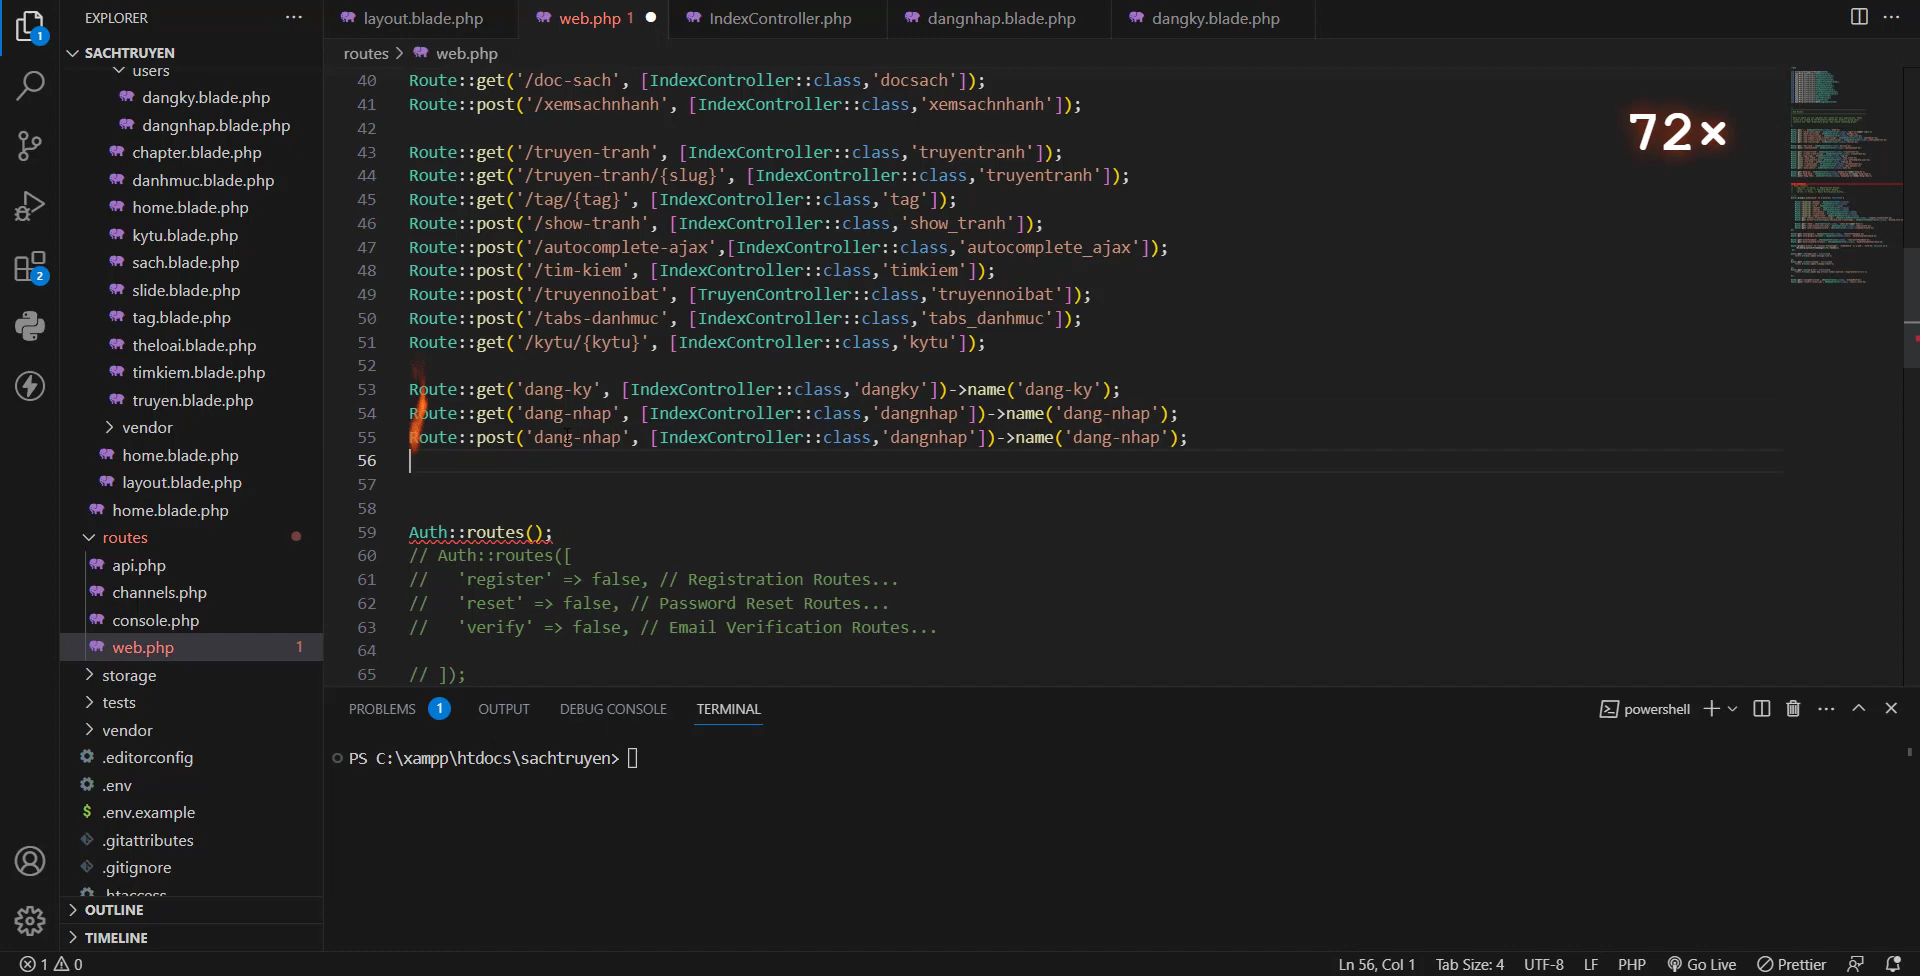 EXPLORER
layout.blade.php
web.php 1
IndexController.php
dangnhap.blade.php
dangky.blade.php
1
SACHTRUYEN
users
dangky.blade.php
dangnhap.blade.php
chapter.blade.php
danhmuc.blade.php
home.blade.php
kytu.blade.php
sach.blade.php
slide.blade.php
tag.blade.php
theloai.blade.php
timkiem.blade.php
truyen.blade.php
vendor
home.blade.php
layout.blade.php
home.blade.php
routes
api.php
channels.php
console.php
web.php 1
storage
tests
vendor
.editorconfig
.env
$ .env.example
.gitattributes
.gitignore
.htaccess
OUTLINE
TIMELINE
2
routes > web.php
72×
40 Route::get('/doc-sach', [IndexController::class,'docsach']);
41 Route::post('/xemsachnhanh', [IndexController::class,'xemsachnhanh']);
42
43 Route::get('/truyen-tranh', [IndexController::class,'truyentranh']);
44 Route::get('/truyen-tranh/{slug}', [IndexController::class,'truyentranh']);
45 Route::get('/tag/{tag}', [IndexController::class,'tag']);
46 Route::post('/show-tranh', [IndexController::class,'show_tranh']);
47 Route::post('/autocomplete-ajax',[IndexController::class,'autocomplete_ajax']);
48 Route::post('/tim-kiem', [IndexController::class,'timkiem']);
49 Route::post('/truyennoibat', [TruyenController::class,'truyennoibat']);
50 Route::post('/tabs-danhmuc', [IndexController::class,'tabs_danhmuc']);
51 Route::get('/kytu/{kytu}', [IndexController::class,'kytu']);
52
53 Route::get('dang-ky', [IndexController::class,'dangky'])->name('dang-ky');
54 Route::get('dang-nhap', [IndexController::class,'dangnhap'])->name('dang-nhap');
55 Route::post('dang-nhap', [IndexController::class,'dangnhap'])->name('dang-nhap');
56
57
58
59 Auth::routes();
60 // Auth::routes([
61 //   'register' => false, // Registration Routes...
62 //   'reset' => false, // Password Reset Routes...
63 //   'verify' => false, // Email Verification Routes...
64
65 // ]);
PROBLEMS 1 OUTPUT DEBUG CONSOLE TERMINAL
powershell
PS C:\xampp\htdocs\sachtruyen>
1 0
Ln 56, Col 1
Tab Size: 4
UTF-8
LF
PHP
Go Live
Prettier